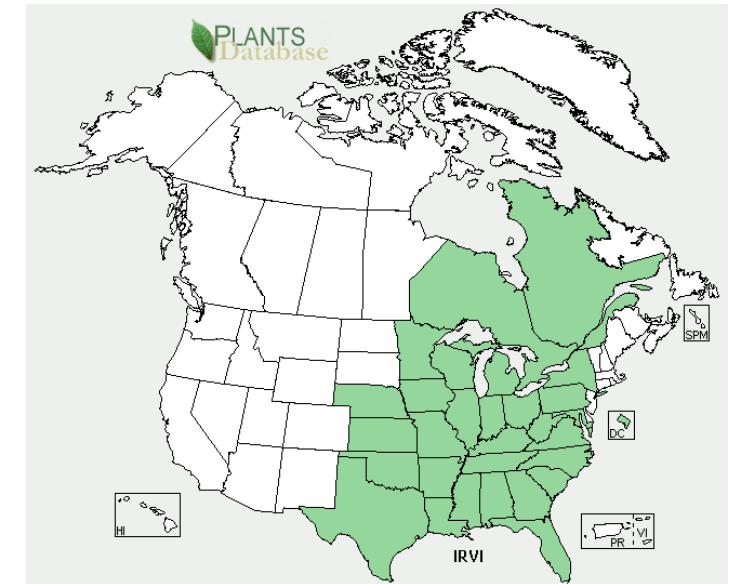 PLANTS
Database
SPM
DC
HI
PR
VI
IRVI